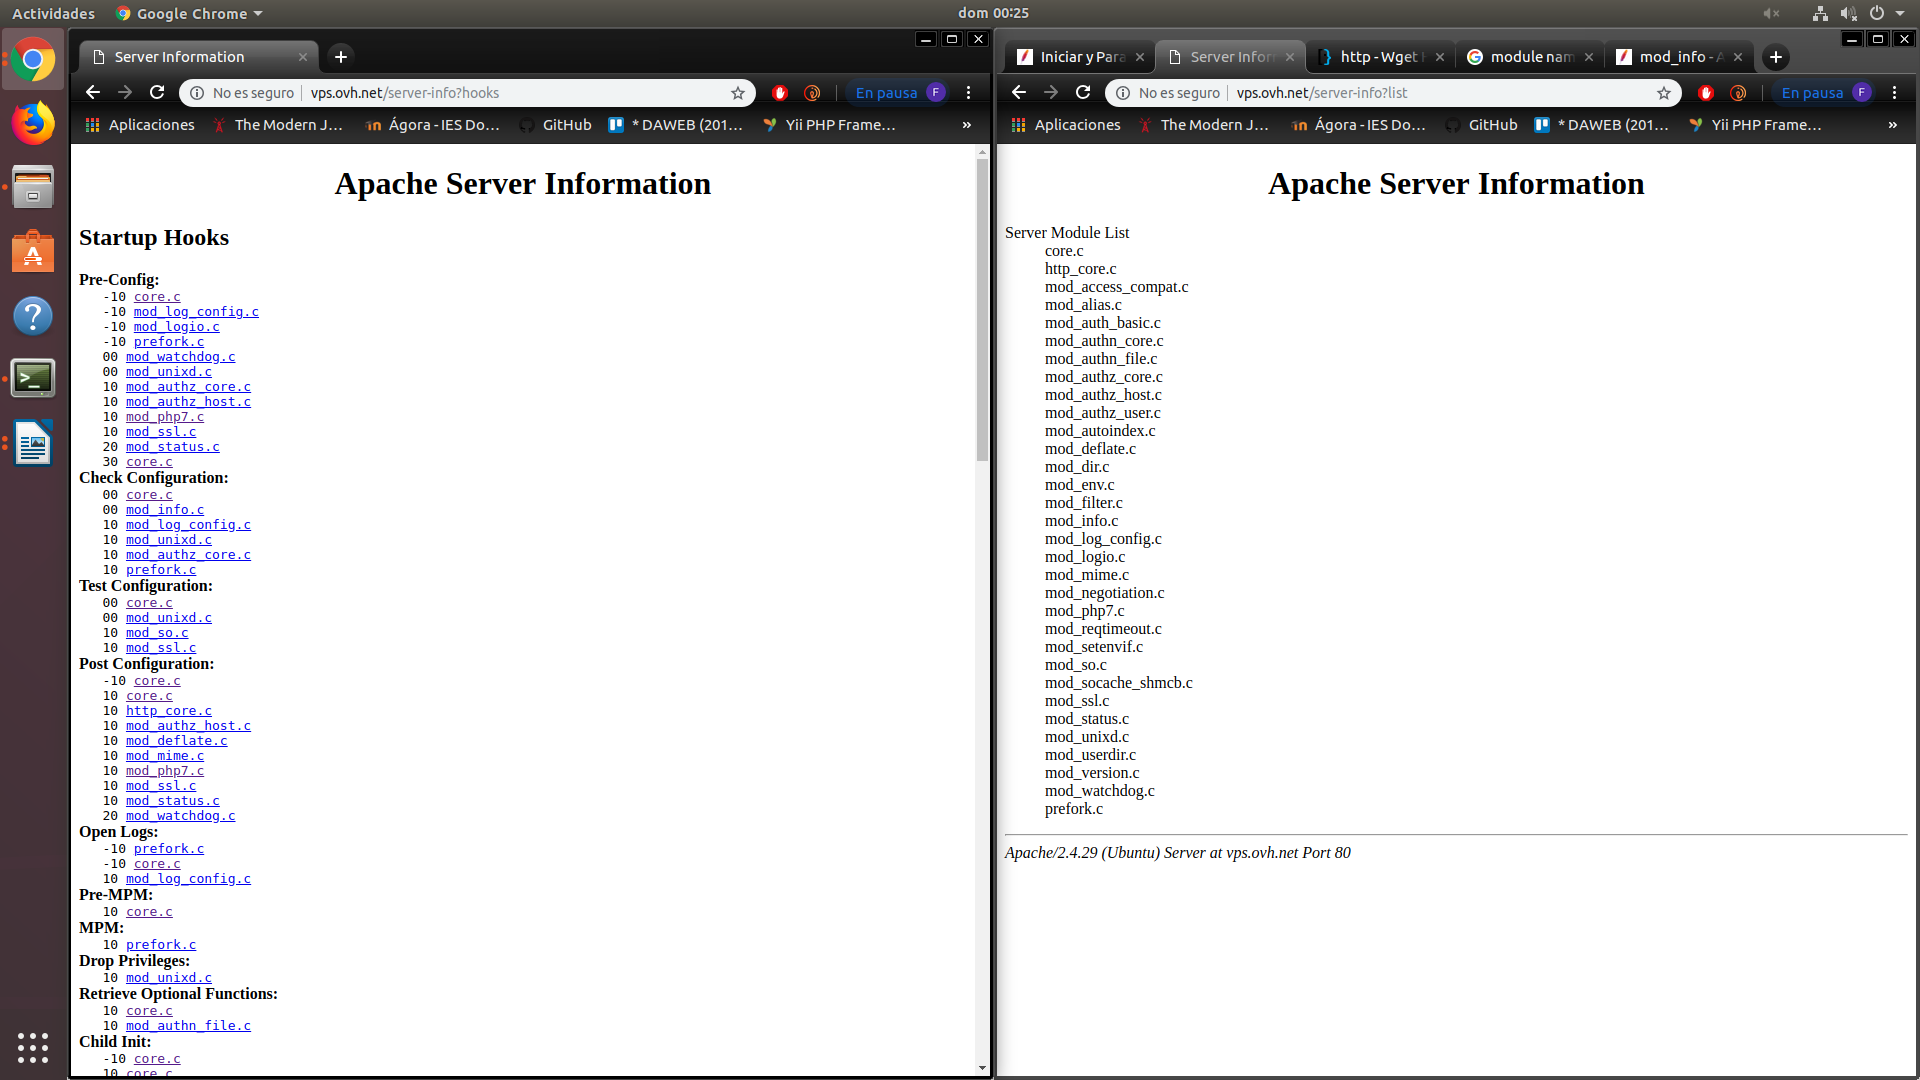 Actividades Google Chrome dom 00:25
Server Information
No es seguro vps.ovh.net/server-info?hooks En pausa F
Aplicaciones The Modern J... Ágora - IES Do... GitHub * DAWEB (201... Yii PHP Frame... »
Apache Server Information
Startup Hooks
Pre-Config:
-10 core.c
-10 mod_log_config.c
-10 mod_logio.c
-10 prefork.c
00 mod_watchdog.c
00 mod_unixd.c
10 mod_authz_core.c
10 mod_authz_host.c
10 mod_php7.c
10 mod_ssl.c
20 mod_status.c
30 core.c
Check Configuration:
00 core.c
00 mod_info.c
10 mod_log_config.c
10 mod_unixd.c
10 mod_authz_core.c
10 prefork.c
Test Configuration:
00 core.c
00 mod_unixd.c
10 mod_so.c
10 mod_ssl.c
Post Configuration:
-10 core.c
10 core.c
10 http_core.c
10 mod_authz_host.c
10 mod_deflate.c
10 mod_mime.c
10 mod_php7.c
10 mod_ssl.c
10 mod_status.c
20 mod_watchdog.c
Open Logs:
-10 prefork.c
-10 core.c
10 mod_log_config.c
Pre-MPM:
10 core.c
MPM:
10 prefork.c
Drop Privileges:
10 mod_unixd.c
Retrieve Optional Functions:
10 core.c
10 mod_authn_file.c
Child Init:
-10 core.c
10 core.c
Iniciar y Para Server Infor http - Wget module nam mod_info - A
No es seguro vps.ovh.net/server-info?list En pausa F
Aplicaciones The Modern J... Ágora - IES Do... GitHub * DAWEB (201... Yii PHP Frame... »
Apache Server Information
Server Module List
core.c
http_core.c
mod_access_compat.c
mod_alias.c
mod_auth_basic.c
mod_authn_core.c
mod_authn_file.c
mod_authz_core.c
mod_authz_host.c
mod_authz_user.c
mod_autoindex.c
mod_deflate.c
mod_dir.c
mod_env.c
mod_filter.c
mod_info.c
mod_log_config.c
mod_logio.c
mod_mime.c
mod_negotiation.c
mod_php7.c
mod_reqtimeout.c
mod_setenvif.c
mod_so.c
mod_socache_shmcb.c
mod_ssl.c
mod_status.c
mod_unixd.c
mod_userdir.c
mod_version.c
mod_watchdog.c
prefork.c
Apache/2.4.29 (Ubuntu) Server at vps.ovh.net Port 80